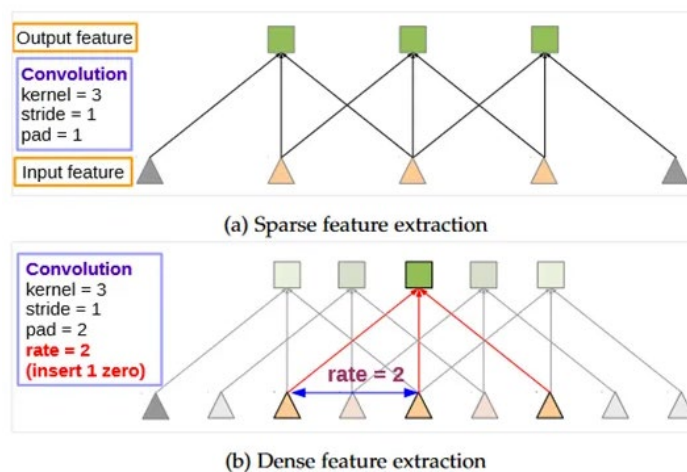 Output feature
Convolution
kernel = 3
stride = 1
pad = 1
Input feature
(a) Sparse feature extraction
Convolution
kernel = 3
stride = 1
pad = 2
rate = 2
(insert 1 zero)
rate = 2
(b) Dense feature extraction